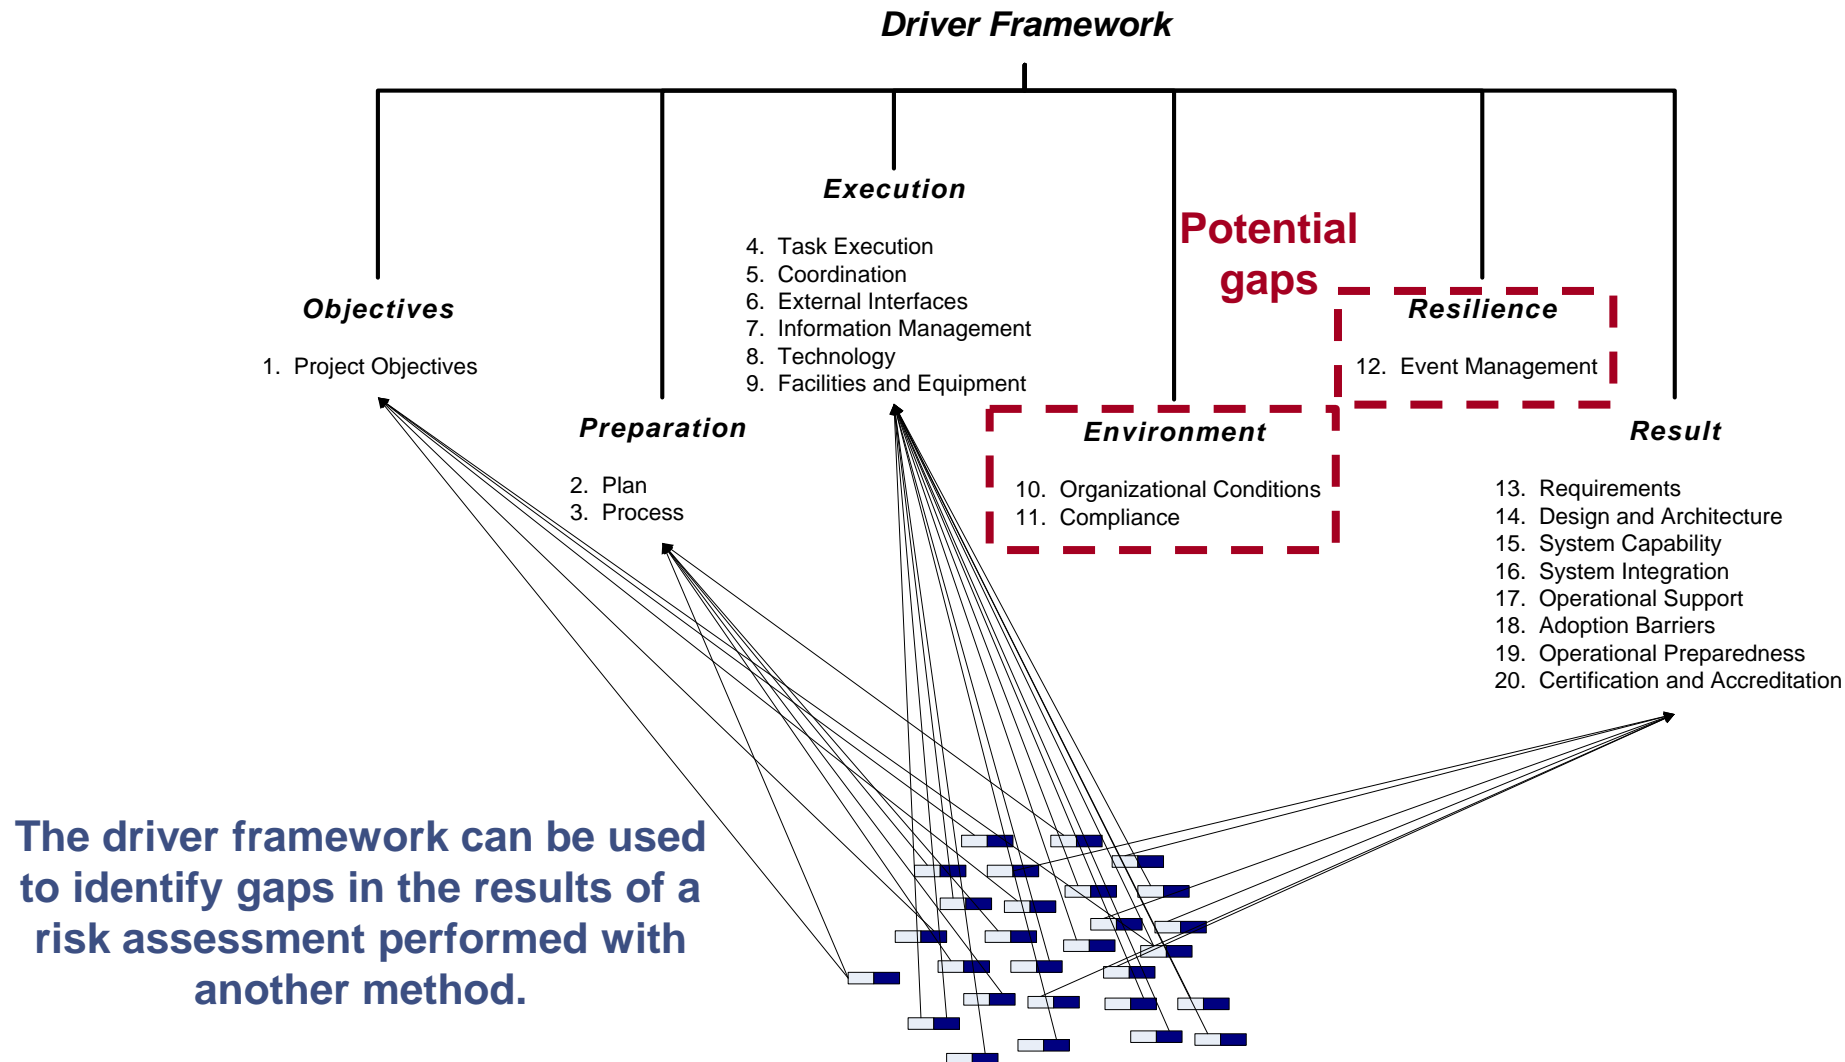 Driver Framework
Objectives
1. Project Objectives
Preparation
2. Plan
3. Process
Execution
4. Task Execution
5. Coordination
6. External Interfaces
7. Information Management
8. Technology
9. Facilities and Equipment
Potential
gaps
Environment
10. Organizational Conditions
11. Compliance
Resilience
12. Event Management
Result
13. Requirements
14. Design and Architecture
15. System Capability
16. System Integration
17. Operational Support
18. Adoption Barriers
19. Operational Preparedness
20. Certification and Accreditation
The driver framework can be used
to identify gaps in the results of a
risk assessment performed with
another method.